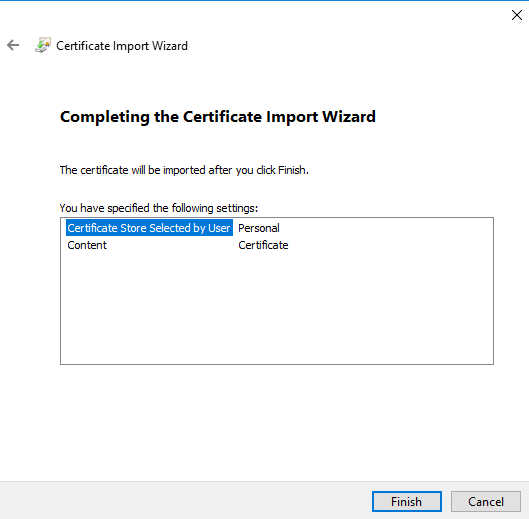 Certificate Import Wizard
Completing the Certificate Import Wizard
The certificate will be imported after you click Finish.
You have specified the following settings:
Certificate Store Selected by User Personal
Content Certificate
Finish Cancel